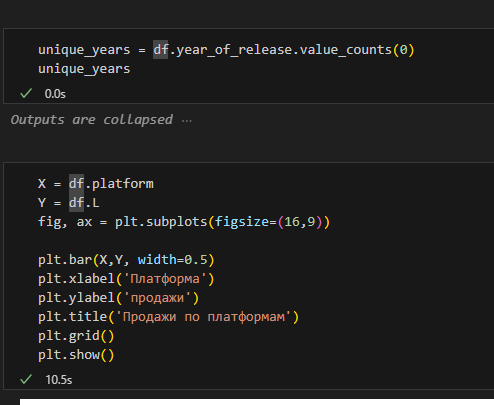 unique_years = df.year_of_release.value_counts(0)
unique_years
0.0s
Outputs are collapsed ...
X = df.platform
Y = df.L
fig, ax = plt.subplots(figsize=(16,9))
plt.bar(X,Y, width=0.5)
plt.xlabel('Платформа')
plt.ylabel('продажи')
plt.title('Продажи по платформам')
plt.grid()
plt.show()
10.5s